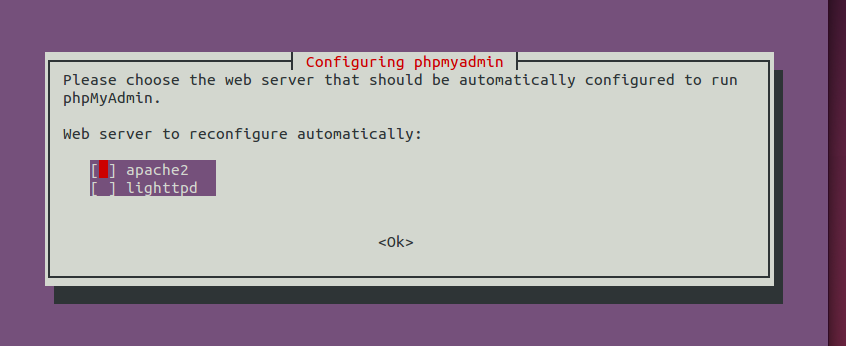 Configuring phpmyadmin
Please choose the web server that should be automatically configured to run
phpMyAdmin.
Web server to reconfigure automatically:
[ ] apache2
[ ] lighttpd
<Ok>